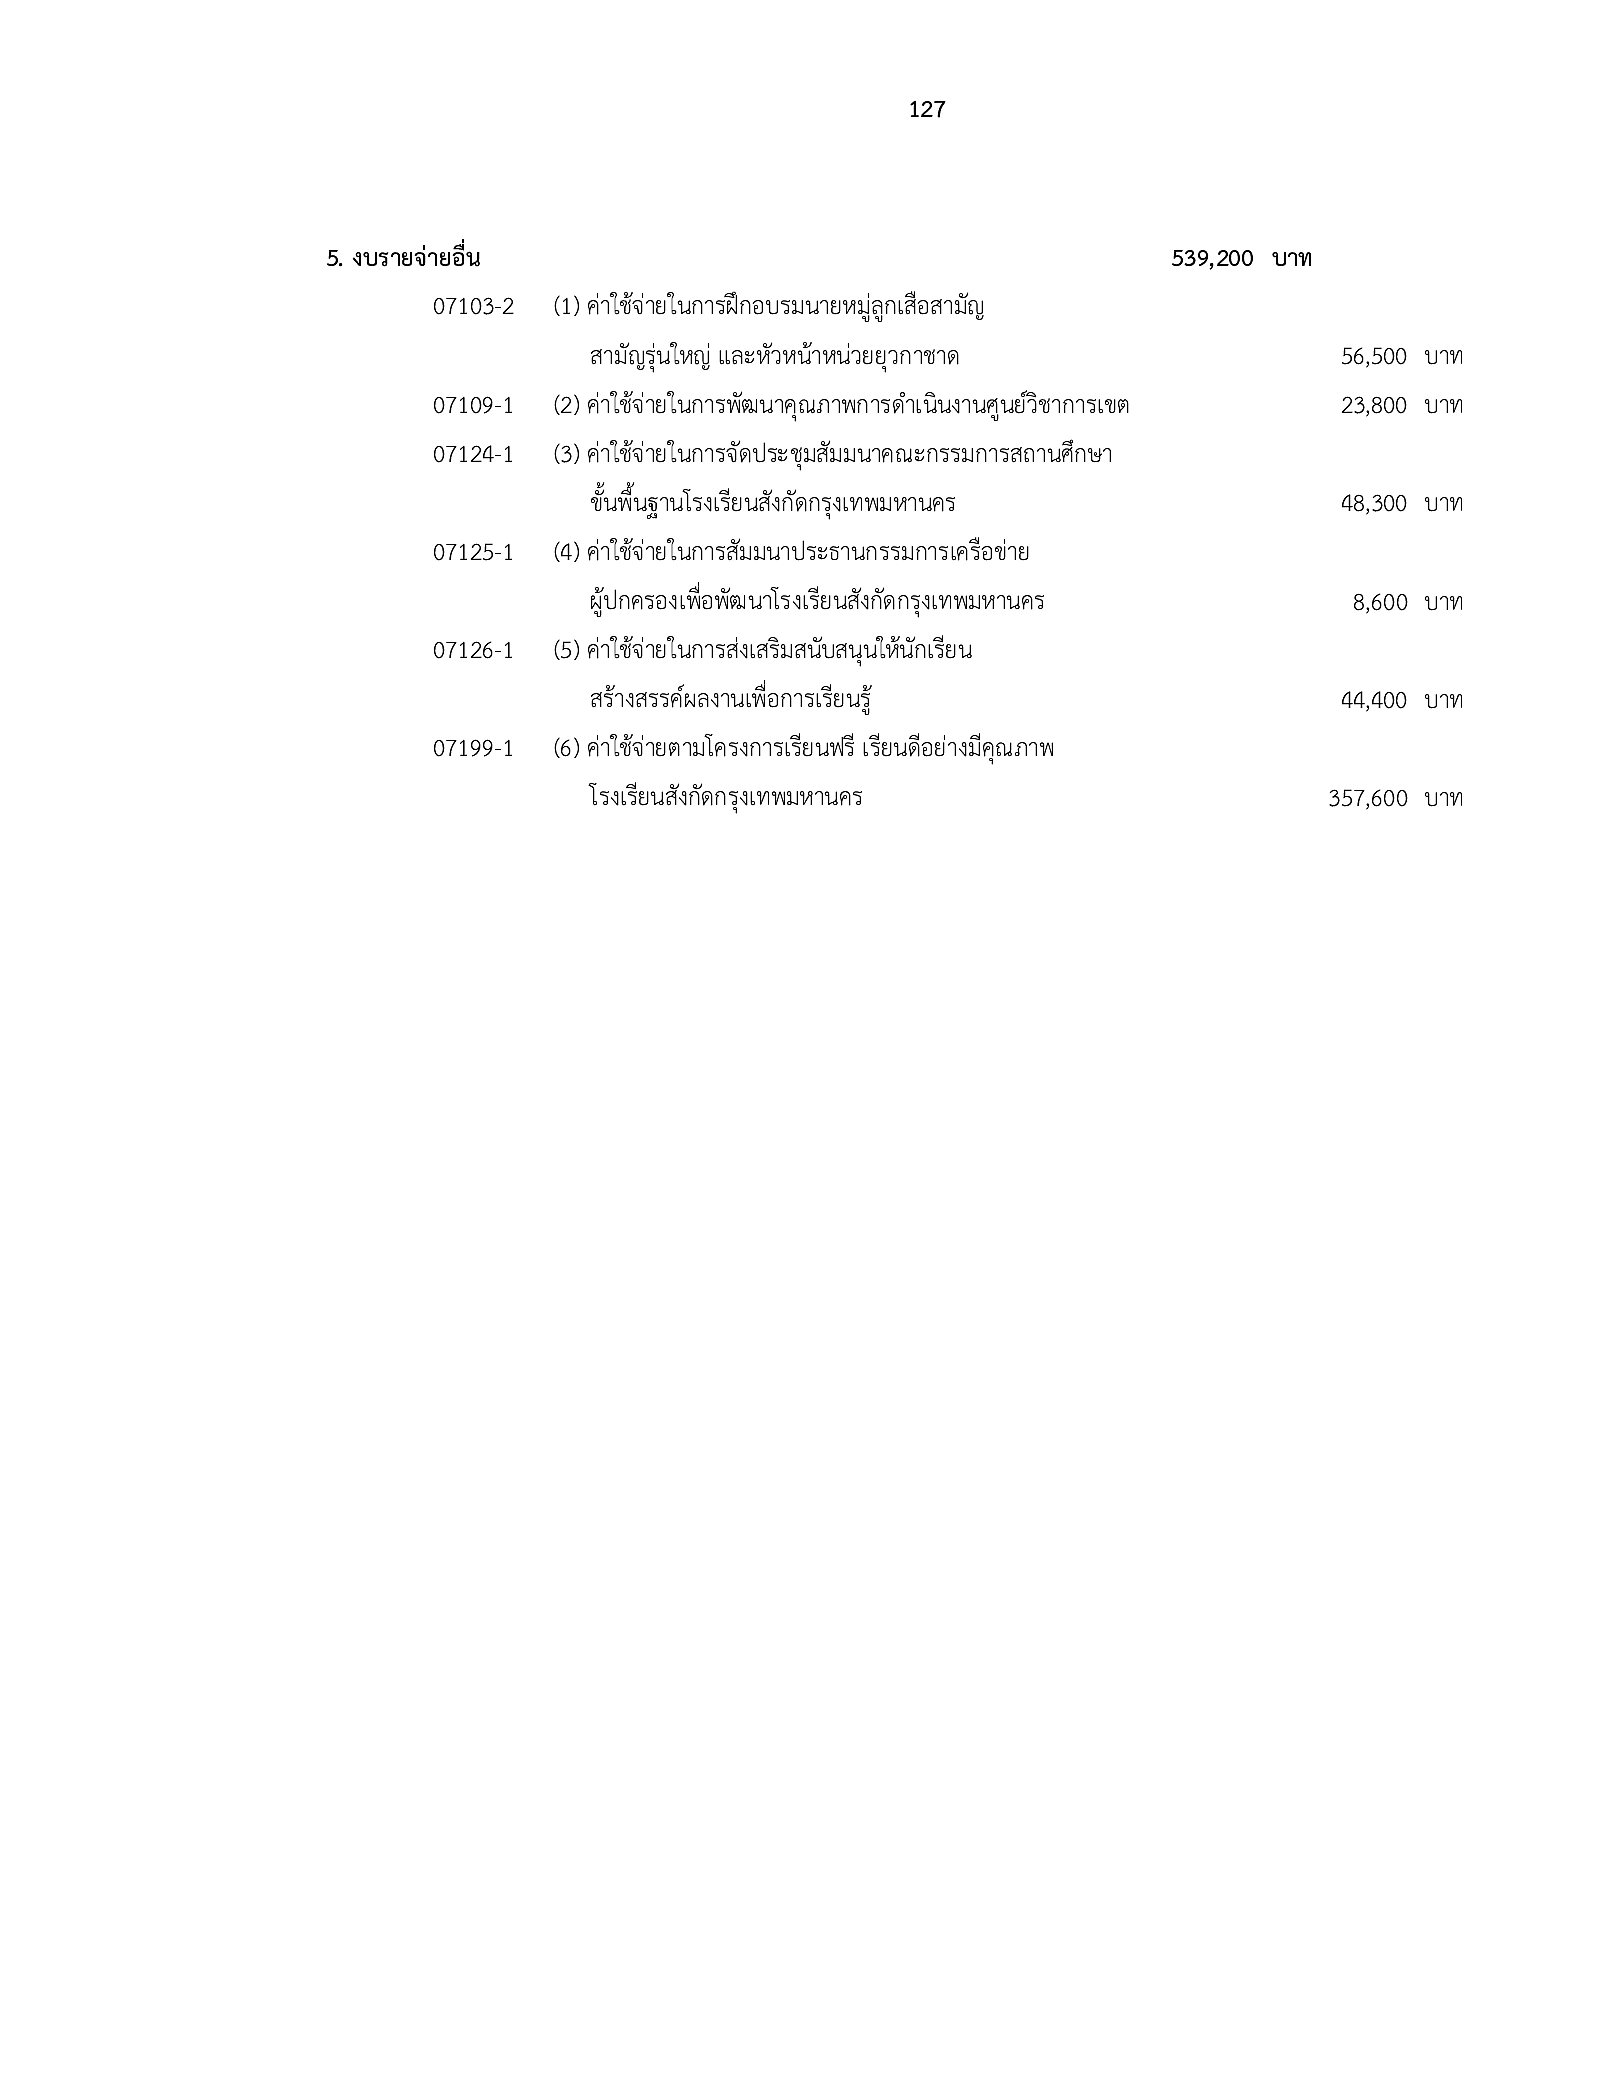 127
5. งบรายจ่ายอื่น 539,200 บาท
07103-2 (1) ค่าใช้จ่ายในการฝึกอบรมนายหมู่ลูกเสือสามัญ
สามัญรุ่นใหญ่ และหัวหน้าหน่วยยุวกาชาด 56,500 บาท
07109-1 (2) ค่าใช้จ่ายในการพัฒนาคุณภาพการดำเนินงานศูนย์วิชาการเขต 23,800 บาท
07124-1 (3) ค่าใช้จ่ายในการจัดประชุมสัมมนาคณะกรรมการสถานศึกษา
ขั้นพื้นฐานโรงเรียนสังกัดกรุงเทพมหานคร 48,300 บาท
07125-1 (4) ค่าใช้จ่ายในการสัมมนาประธานกรรมการเครือข่าย
ผู้ปกครองเพื่อพัฒนาโรงเรียนสังกัดกรุงเทพมหานคร 8,600 บาท
07126-1 (5) ค่าใช้จ่ายในการส่งเสริมสนับสนุนให้นักเรียน
สร้างสรรค์ผลงานเพื่อการเรียนรู้ 44,400 บาท
07199-1 (6) ค่าใช้จ่ายตามโครงการเรียนฟรี เรียนดีอย่างมีคุณภาพ
โรงเรียนสังกัดกรุงเทพมหานคร 357,600 บาท